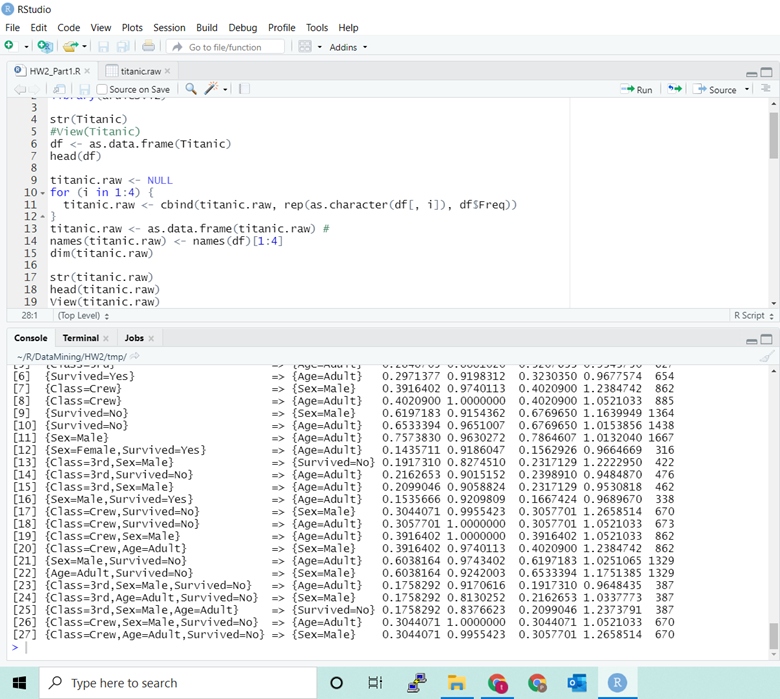 RStudio
File Edit Code View Plots Session Build Debug Profile Tools Help
Go to file/function Addins
HW2_Part1.R titanic.raw
Source on Save Run Source
3
4 str(Titanic)
5 #View(Titanic)
6 df <- as.data.frame(Titanic)
7 head(df)
8
9 titanic.raw <- NULL
10 for (i in 1:4) {
11 titanic.raw <- cbind(titanic.raw, rep(as.character(df[, i]), df$Freq))
12 }
13 titanic.raw <- as.data.frame(titanic.raw) #
14 names(titanic.raw) <- names(df)[1:4]
15 dim(titanic.raw)
16
17 str(titanic.raw)
18 head(titanic.raw)
19 View(titanic.raw)
28:1 (Top Level) R Script
Console Terminal Jobs
~/R/DataMining/HW2/tmp/
[6] {Survived=Yes} => {Age=Adult} 0.2971377 0.9198312 0.3230350 0.9677574 654
[7] {Class=Crew} => {Sex=Male} 0.3916402 0.9740113 0.4020900 1.2384742 862
[8] {Class=Crew} => {Age=Adult} 0.4020900 1.0000000 0.4020900 1.0521033 885
[9] {Survived=No} => {Sex=Male} 0.6197183 0.9154362 0.6769650 1.1639949 1364
[10] {Survived=No} => {Age=Adult} 0.6533394 0.9651007 0.6769650 1.0153856 1438
[11] {Sex=Male} => {Age=Adult} 0.7573830 0.9630272 0.7864607 1.0132040 1667
[12] {Sex=Female,Survived=Yes} => {Age=Adult} 0.1435711 0.9186047 0.1562926 0.9664669 316
[13] {Class=3rd,Sex=Male} => {Survived=No} 0.1917310 0.8274510 0.2317129 1.2222950 422
[14] {Class=3rd,Survived=No} => {Age=Adult} 0.2162653 0.9015152 0.2398910 0.9484870 476
[15] {Class=3rd,Sex=Male} => {Age=Adult} 0.2099046 0.9058824 0.2317129 0.9530818 462
[16] {Sex=Male,Survived=Yes} => {Age=Adult} 0.1535666 0.9209809 0.1667424 0.9689670 338
[17] {Class=Crew,Survived=No} => {Sex=Male} 0.3044071 0.9955423 0.3057701 1.2658514 670
[18] {Class=Crew,Survived=No} => {Age=Adult} 0.3057701 1.0000000 0.3057701 1.0521033 673
[19] {Class=Crew,Sex=Male} => {Age=Adult} 0.3916402 1.0000000 0.3916402 1.0521033 862
[20] {Class=Crew,Age=Adult} => {Sex=Male} 0.3916402 0.9740113 0.4020900 1.2384742 862
[21] {Sex=Male,Survived=No} => {Age=Adult} 0.6038164 0.9743402 0.6197183 1.0251065 1329
[22] {Age=Adult,Survived=No} => {Sex=Male} 0.6038164 0.9242003 0.6533394 1.1751385 1329
[23] {Class=3rd,Sex=Male,Survived=No} => {Age=Adult} 0.1758292 0.9170616 0.1917310 0.9648435 387
[24] {Class=3rd,Age=Adult,Survived=No} => {Sex=Male} 0.1758292 0.8130252 0.2162653 1.0337773 387
[25] {Class=3rd,Sex=Male,Age=Adult} => {Survived=No} 0.1758292 0.8376623 0.2099046 1.2373791 387
[26] {Class=Crew,Sex=Male,Survived=No} => {Age=Adult} 0.3044071 1.0000000 0.3044071 1.0521033 670
[27] {Class=Crew,Age=Adult,Survived=No} => {Sex=Male} 0.3044071 0.9955423 0.3057701 1.2658514 670
>
Type here to search